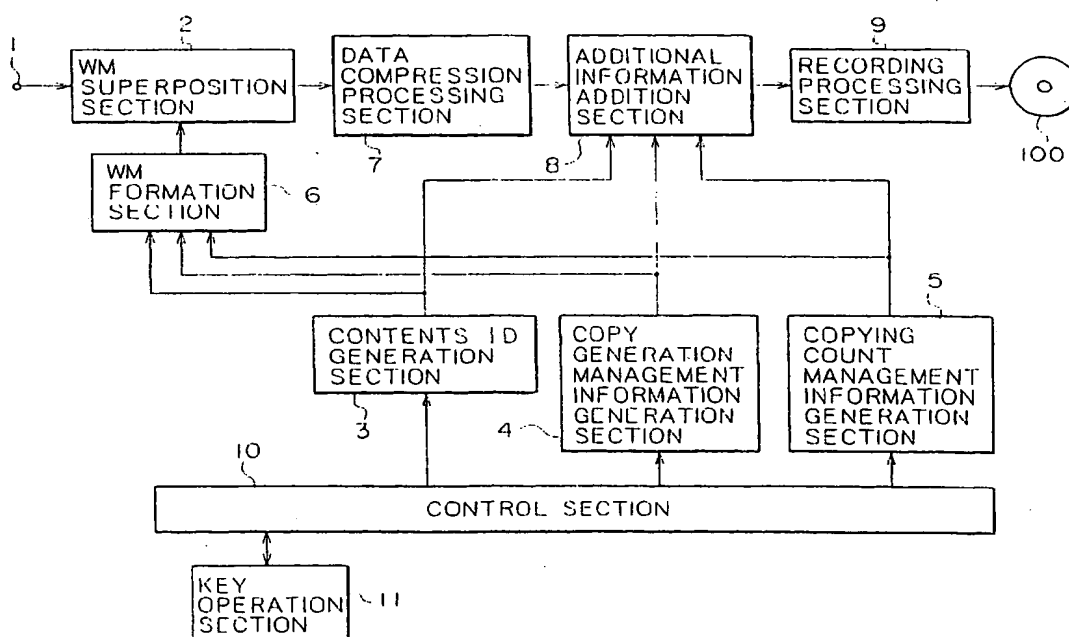 1
2
WM
SUPERPOSITION
SECTION
DATA
COMPRESSION
PROCESSING
SECTION
7
ADDITIONAL
INFORMATION
ADDITION
SECTION
8
9
RECORDING
PROCESSING
SECTION
100
WM
FORMATION
SECTION
6
CONTENTS ID
GENERATION
SECTION
3
COPY
GENERATION
MANAGEMENT
INFORMATION
GENERATION
SECTION
4
5
COPYING
COUNT
MANAGEMENT
INFORMATION
GENERATION
SECTION
10
CONTROL SECTION
KEY
OPERATION
SECTION
11